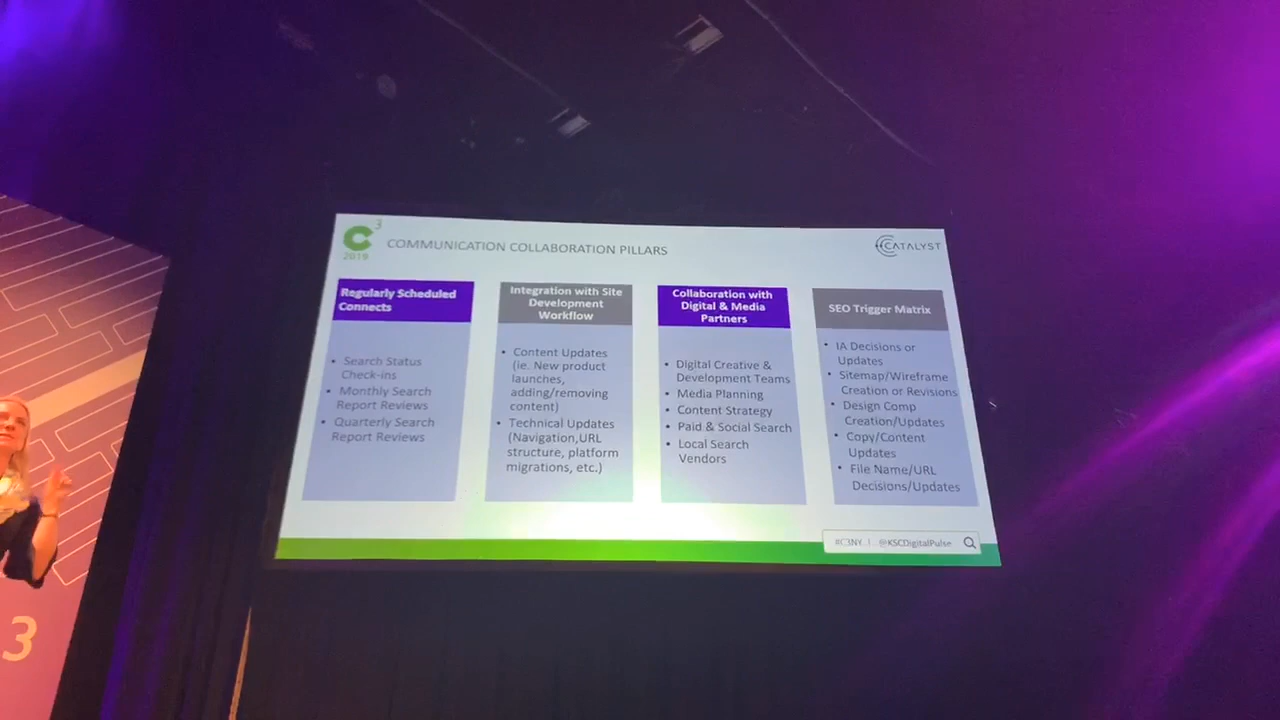 C3
2019
COMMUNICATION COLLABORATION PILLARS
CATALYST
Regularly Scheduled
Connects
• Search Status
Check-ins
• Monthly Search
Report Reviews
• Quarterly Search
Report Reviews
Integration with Site
Development
Workflow
• Content Updates
(ie. New product
launches,
adding/removing
content)
• Technical Updates
(Navigation,URL
structure, platform
migrations, etc.)
Collaboration with
Digital & Media
Partners
• Digital Creative &
Development Teams
• Media Planning
• Content Strategy
• Paid & Social Search
• Local Search
Vendors
SEO Trigger Matrix
• IA Decisions or
Updates
• Sitemap/Wireframe
Creation or Revisions
• Design Comp
Creation/Updates
• Copy/Content
Updates
• File Name/URL
Decisions/Updates
#C3NY | @KSCDigitalPulse
3